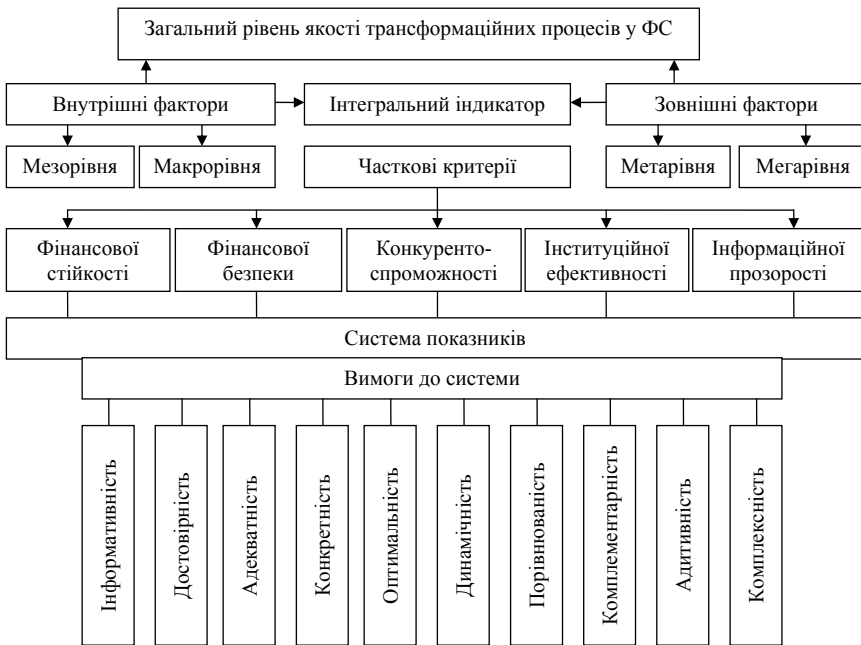 Загальний рівень якості трансформаційних процесів у ФС
Внутрішні фактори
Інтегральний індикатор
Зовнішні фактори
Мезорівня
Макрорівня
Часткові критерії
Метарівня
Мегарівня
Фінансової
стійкості
Фінансової
безпеки
Конкуренто-
спроможності
Інституційної
ефективності
Інформаційної
прозорості
Система показників
Вимоги до системи
Інформативність
Достовірність
Адекватність
Конкретність
Оптимальність
Динамічність
Порівнюваність
Комплементарність
Адитивність
Комплексність